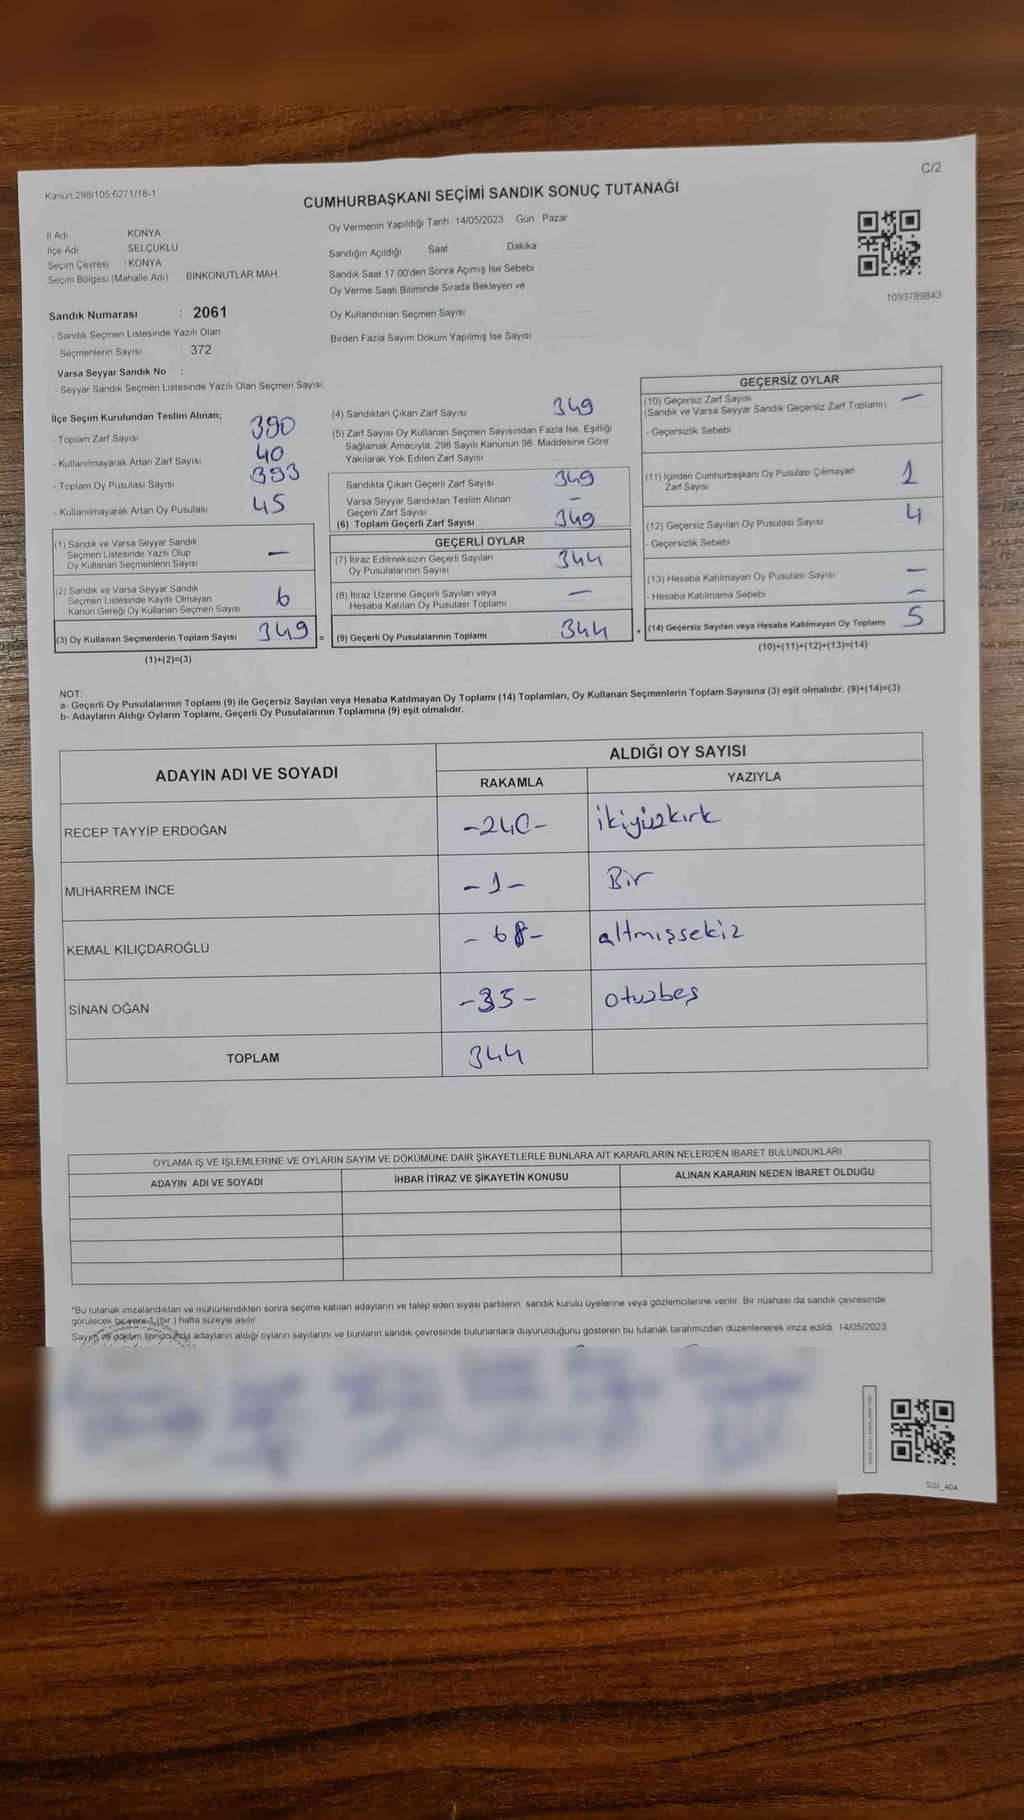 Kanun.298/105;6271/18-1
C/2
CUMHURBAŞKANI SEÇİMİ SANDIK SONUÇ TUTANAĞI
İl Adı KONYA
İlçe Adı SELÇUKLU
Seçim Çevresi : KONYA
Seçim Bölgesi (Mahalle Adı) BİNKONUTLAR MAH.
Oy Vermenin Yapıldığı Tarih 14/05/2023 Gün : Pazar
Sandığın Açıldığı Saat Dakika
Sandık Saat 17:00'den Sonra Açımış İse Sebebi
Oy Verme Saati Bitiminde Sırada Bekleyen ve
Oy Kullandırılan Seçmen Sayısı
Birden Fazla Sayım Döküm Yapılmış İse Sayısı
1093789843
Sandık Numarası : 2061
- Sandık Seçmen Listesinde Yazılı Olan
Seçmenlerin Sayısı : 372
Varsa Seyyar Sandık No :
- Seyyar Sandık Seçmen Listesinde Yazılı Olan Seçmen Sayısı:
İlçe Seçim Kurulundan Teslim Alınan;
- Toplam Zarf Sayısı 390
- Kullanılmayarak Artan Zarf Sayısı 40
- Toplam Oy Pusulası Sayısı 393
- Kullanılmayarak Artan Oy Pusulası 45
(1) Sandık ve Varsa Seyyar Sandık
Seçmen Listesinde Yazılı Olup
Oy Kullanan Seçmenlerin Sayısı –
(2) Sandık ve Varsa Seyyar Sandık
Seçmen Listesinde Kayıtlı Olmayan
Kanun Gereği Oy Kullanan Seçmen Sayısı 6
(3) Oy Kullanan Seçmenlerin Toplam Sayısı 349 =
(1)+(2)=(3)
(4) Sandıktan Çıkan Zarf Sayısı 349
(5) Zarf Sayısı Oy Kullanan Seçmen Sayısından Fazla İse, Eşitliği
Sağlamak Amacıyla; 298 Sayılı Kanunun 98. Maddesine Göre
Yakılarak Yok Edilen Zarf Sayısı
Sandıkta Çıkan Geçerli Zarf Sayısı 349
Varsa Seyyar Sandıktan Teslim Alınan
Geçerli Zarf Sayısı –
(6) Toplam Geçerli Zarf Sayısı 349
GEÇERLİ OYLAR
(7) İtiraz Edilmeksizin Geçerli Sayılan
Oy Pusulalarının Sayısı 344
(8) İtiraz Üzerine Geçerli Sayılan veya
Hesaba Katılan Oy Pusulası Toplamı –
(9) Geçerli Oy Pusulalarının Toplamı 344 +
GEÇERSİZ OYLAR
(10) Geçersiz Zarf Sayısı –
(Sandık ve Varsa Seyyar Sandık Geçersiz Zarf Toplamı)
- Geçersizlik Sebebi
(11) İçinden Cumhurbaşkanı Oy Pusulası Çıkmayan
Zarf Sayısı 1
(12) Geçersiz Sayılan Oy Pusulası Sayısı 4
- Geçersizlik Sebebi :
(13) Hesaba Katılmayan Oy Pusulası Sayısı –
- Hesaba Katılmama Sebebi –
(14) Geçersiz Sayılan veya Hesaba Katılmayan Oy Toplamı 5
(10)+(11)+(12)+(13)=(14)
NOT:
a- Geçerli Oy Pusulalarının Toplamı (9) ile Geçersiz Sayılan veya Hesaba Katılmayan Oy Toplamı (14) Toplamları, Oy Kullanan Seçmenlerin Toplam Sayısına (3) eşit olmalıdır. (9)+(14)=(3)
b- Adayların Aldığı Oyların Toplamı, Geçerli Oy Pusulalarının Toplamına (9) eşit olmalıdır.
ADAYIN ADI VE SOYADI ALDIĞI OY SAYISI
RAKAMLA YAZIYLA
RECEP TAYYİP ERDOĞAN -240- ikiyüzkırk
MUHARREM İNCE -1- Bir
KEMAL KILIÇDAROĞLU -68- altmışsekiz
SİNAN OĞAN -35- otuzbeş
TOPLAM 344
OYLAMA İŞ VE İŞLEMLERİNE VE OYLARIN SAYIM VE DÖKÜMÜNE DAİR ŞİKAYETLERLE BUNLARA AİT KARARLARIN NELERDEN İBARET BULUNDUKLARI
ADAYIN ADI VE SOYADI İHBAR İTİRAZ VE ŞİKAYETİN KONUSU ALINAN KARARIN NEDEN İBARET OLDUĞU
*Bu tutanak imzalandıktan ve mühürlendikten sonra seçime katılan adayların ve talep eden siyasi partilerin sandık kurulu üyelerine veya gözlemcilerine verilir. Bir nüshası da sandık çevresinde
görülecek bir yere 1 (bir ) hafta süreyle asılır.
Sayım ve döküm sonucunda adayların aldığı oyların sayılarını ve bunların sandık çevresinde bulunanlara duyurulduğunu gösteren bu tutanak tarafımızdan düzenlenerek imza edildi. 14/05/2023
SSI_404